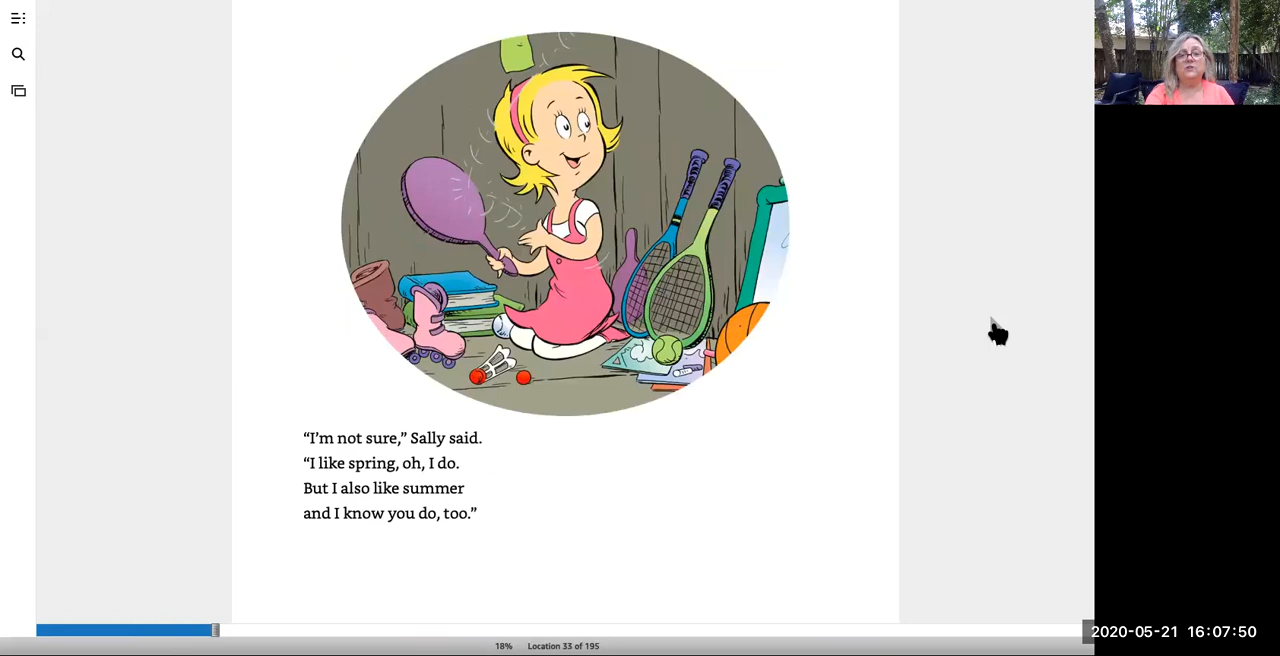 “I’m not sure,” Sally said.
“I like spring, oh, I do.
But I also like summer
and I know you do, too.”
2020-05-21 16:07:50
18% Location 33 of 195